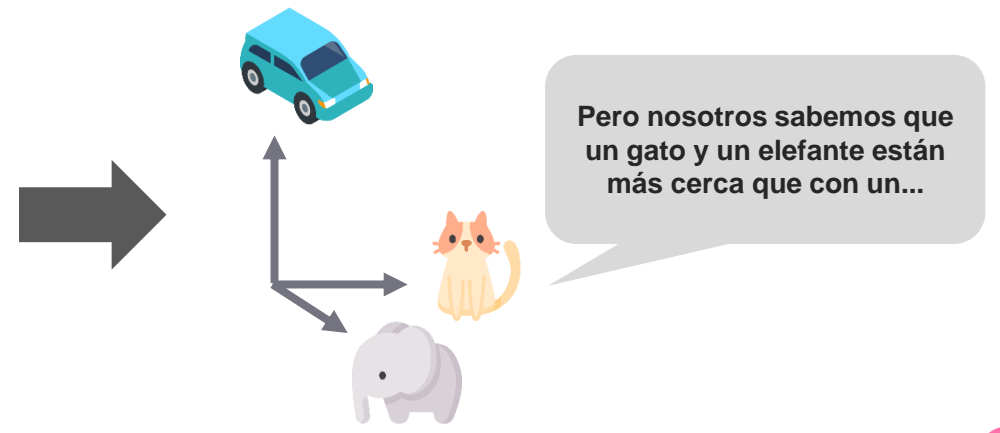 Pero nosotros sabemos que
un gato y un elefante están
más cerca que con un...